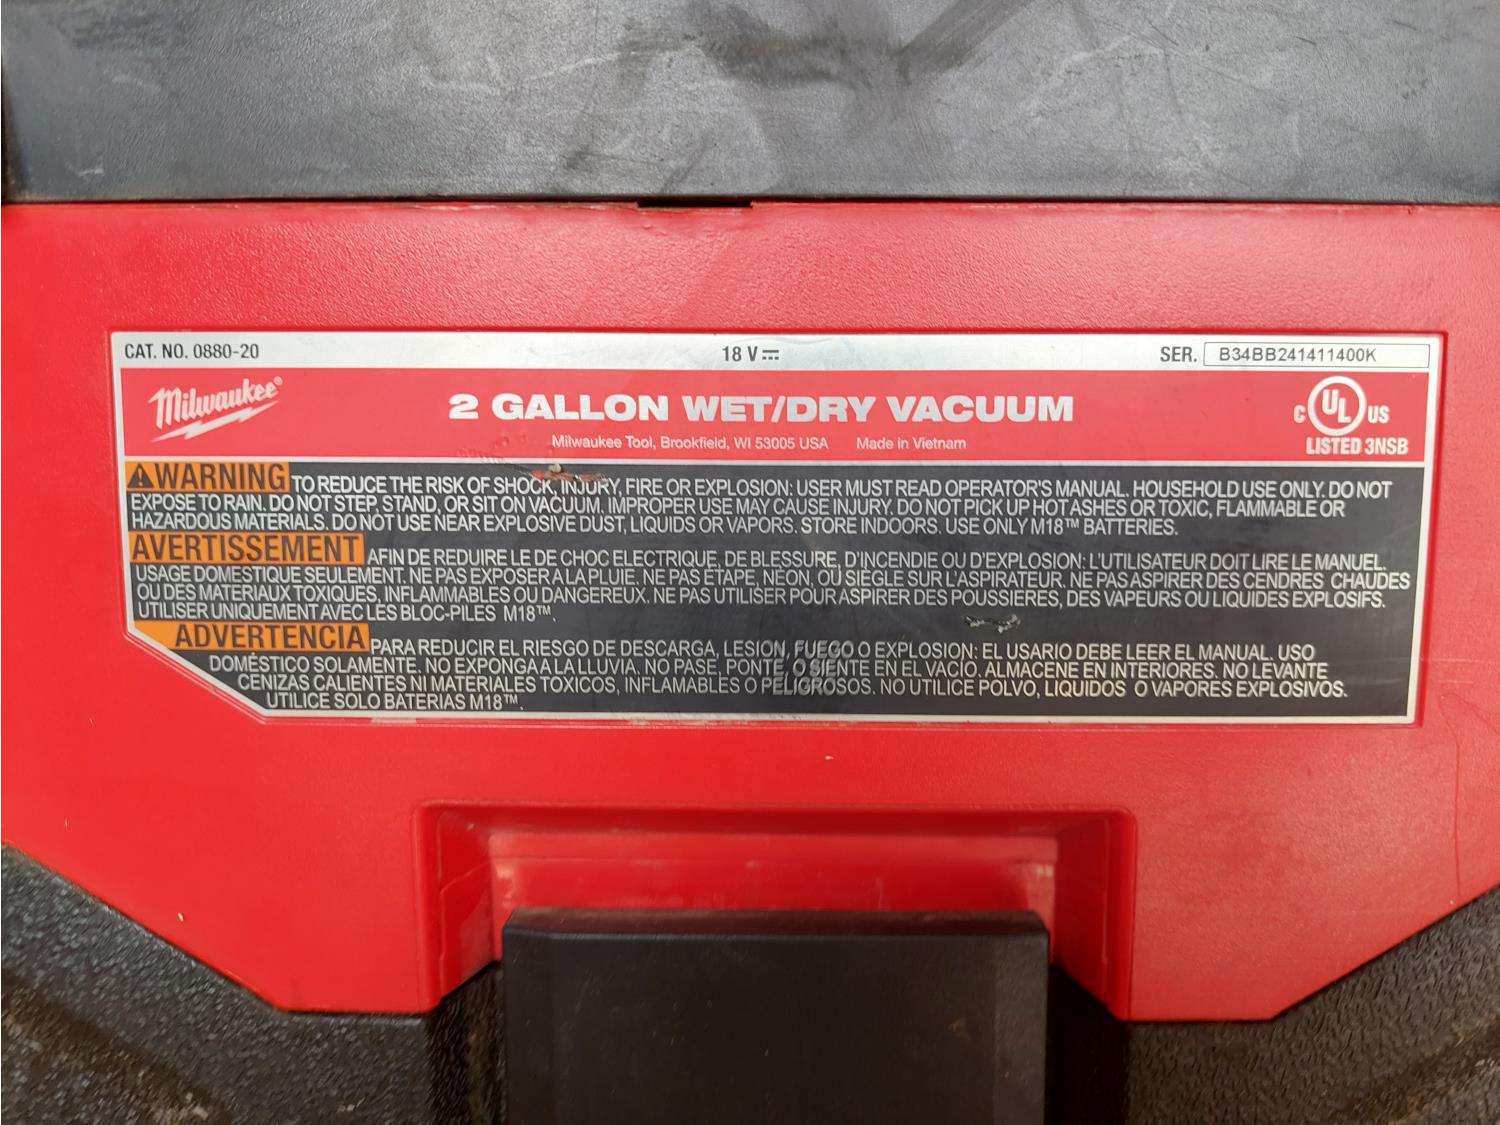 CAT. NO. 0880-20 18 V⎓ SER. B34BB241411400K
Milwaukee®
2 GALLON WET/DRY VACUUM
Milwaukee Tool, Brookfield, WI 53005 USA Made in Vietnam
C UL US
LISTED 3NSB
⚠WARNING TO REDUCE THE RISK OF SHOCK, INJURY, FIRE OR EXPLOSION: USER MUST READ OPERATOR'S MANUAL. HOUSEHOLD USE ONLY. DO NOT
EXPOSE TO RAIN. DO NOT STEP, STAND, OR SIT ON VACUUM. IMPROPER USE MAY CAUSE INJURY. DO NOT PICK UP HOT ASHES OR TOXIC, FLAMMABLE OR
HAZARDOUS MATERIALS. DO NOT USE NEAR EXPLOSIVE DUST, LIQUIDS OR VAPORS. STORE INDOORS. USE ONLY M18™ BATTERIES.
AVERTISSEMENT AFIN DE REDUIRE LE DE CHOC ELECTRIQUE, DE BLESSURE, D'INCENDIE OU D'EXPLOSION: L'UTILISATEUR DOIT LIRE LE MANUEL.
USAGE DOMESTIQUE SEULEMENT. NE PAS EXPOSER A LA PLUIE. NE PAS ÉTAPE, NÉON, OU SIÈGLE SUR L'ASPIRATEUR. NE PAS ASPIRER DES CENDRES CHAUDES
OU DES MATERIAUX TOXIQUES, INFLAMMABLES OU DANGEREUX. NE PAS UTILISER POUR ASPIRER DES POUSSIERES, DES VAPEURS OU LIQUIDES EXPLOSIFS.
UTILISER UNIQUEMENT AVEC LES BLOC-PILES M18™.
ADVERTENCIA PARA REDUCIR EL RIESGO DE DESCARGA, LESION, FUEGO O EXPLOSION: EL USARIO DEBE LEER EL MANUAL. USO
DOMÉSTICO SOLAMENTE. NO EXPONGA A LA LLUVIA. NO PASE, PONTE, O SIENTE EN EL VACÍO. ALMACENE EN INTERIORES. NO LEVANTE
CENIZAS CALIENTES NI MATERIALES TOXICOS, INFLAMABLES O PELIGROSOS. NO UTILICE POLVO, LIQUIDOS O VAPORES EXPLOSIVOS.
UTILICE SOLO BATERIAS M18™.